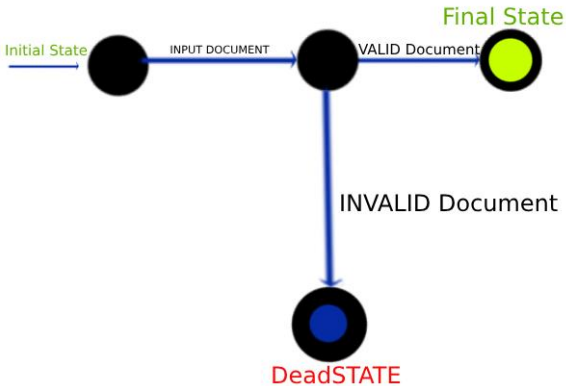 Final State
Initial State
INPUT DOCUMENT
VALID Document
INVALID Document
DeadSTATE